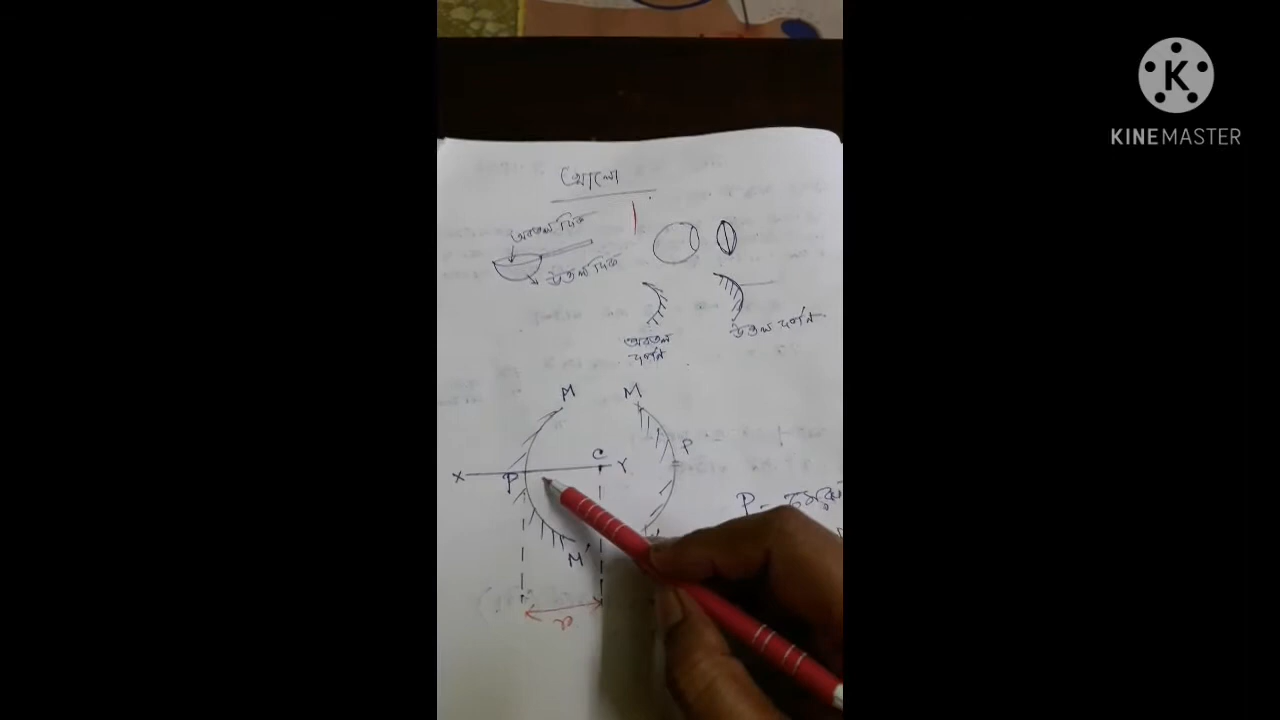 আলো
অবতল দিক
উত্তল দিক
অবতল
দর্পণ
উত্তল দর্পণ
M M
C
X P Y P
P -
M'
r
K
KINEMASTER